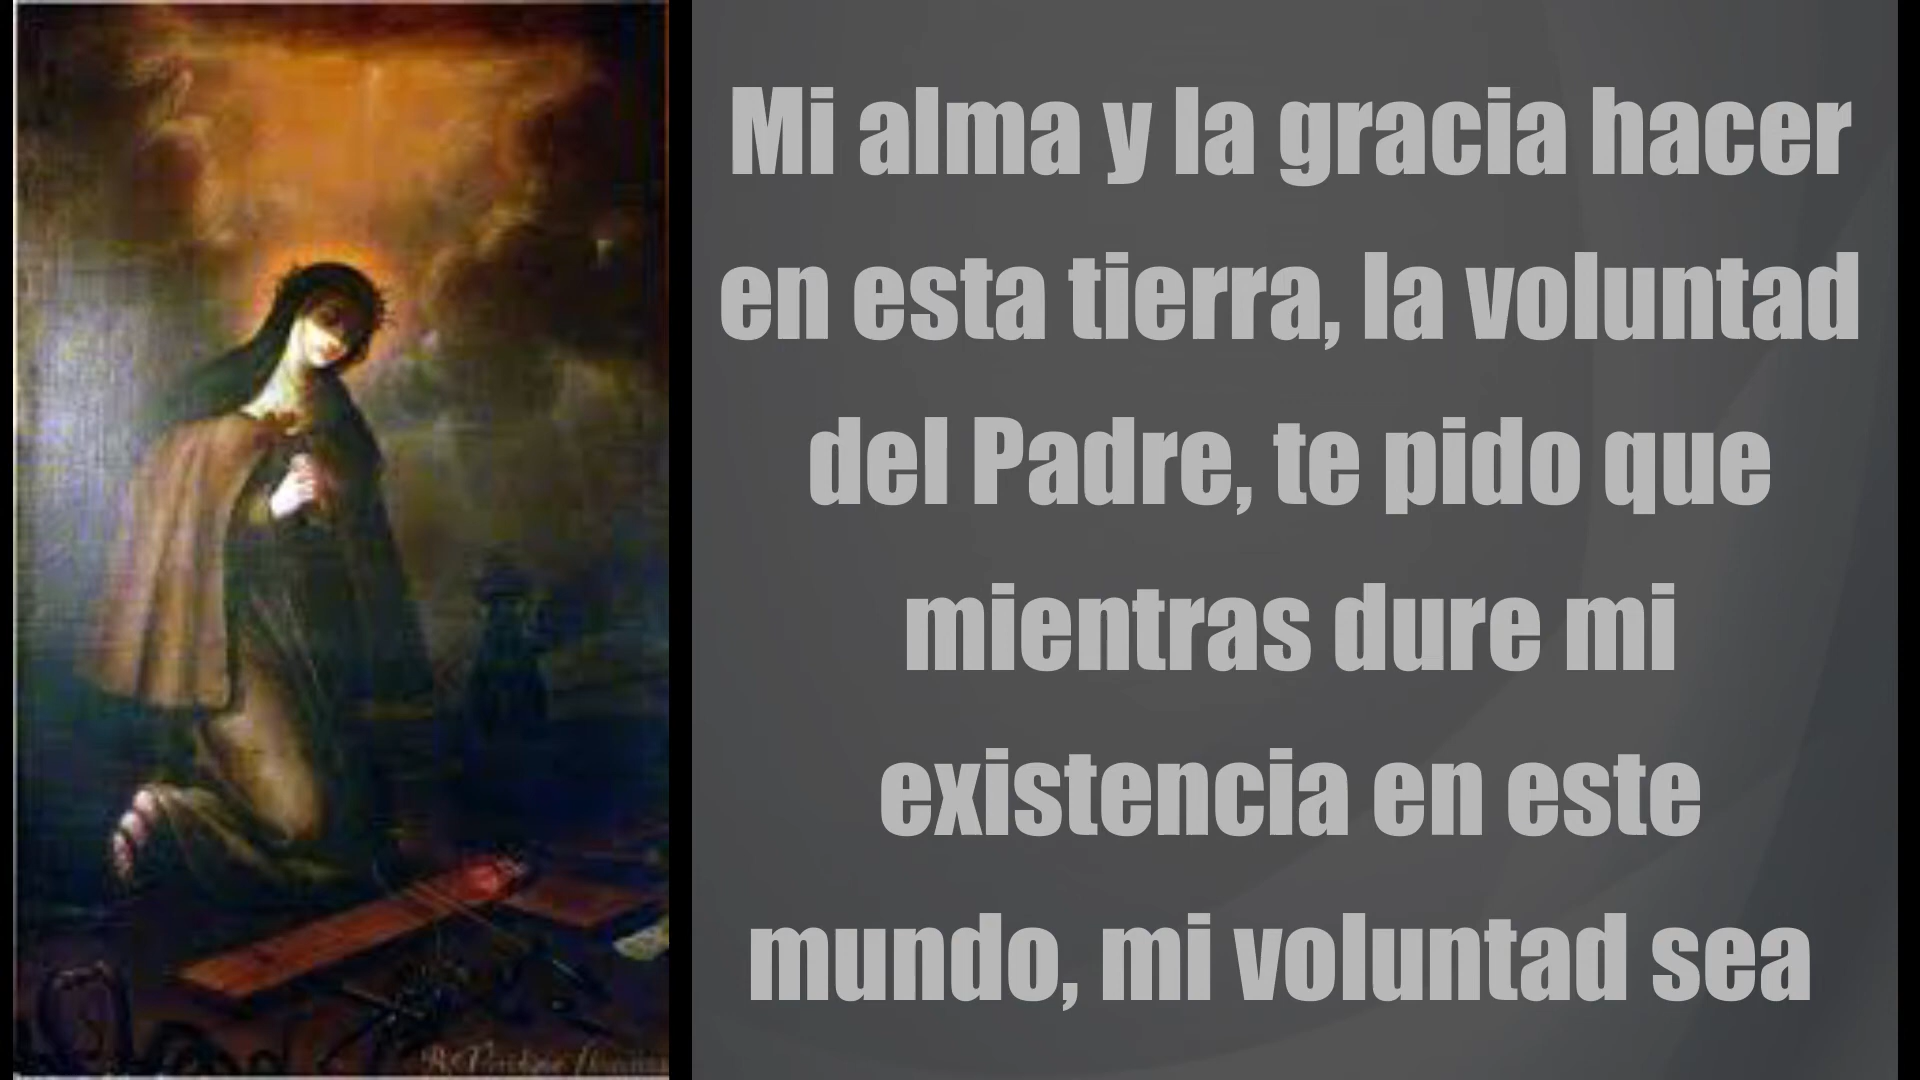 Mi alma y la gracia hacer
en esta tierra, la voluntad
del Padre, te pido que
mientras dure mi
existencia en este
mundo, mi voluntad sea